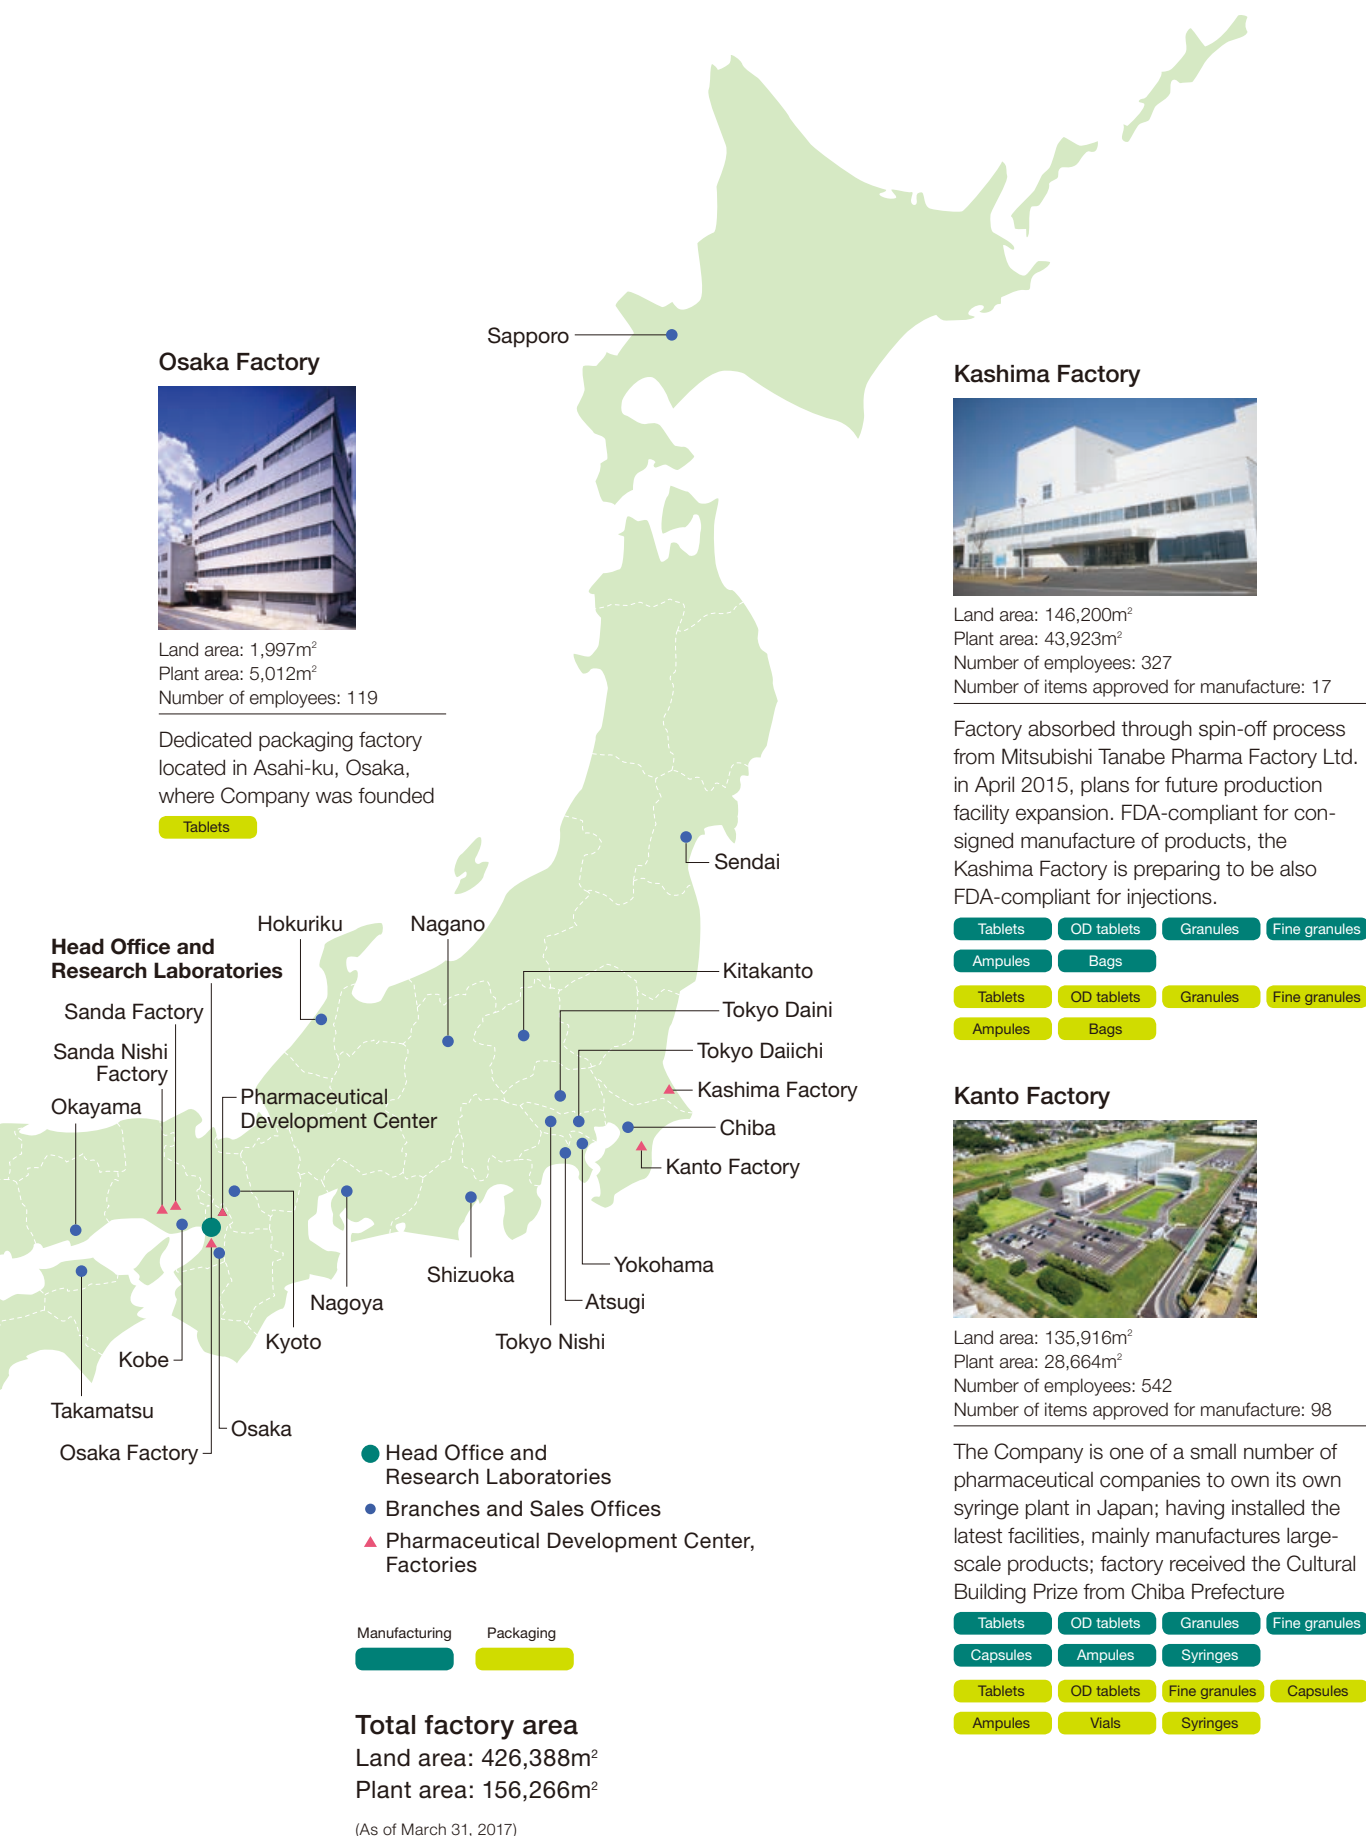 Sapporo
Osaka Factory
Land area: 1,997m²
Plant area: 5,012m²
Number of employees: 119
Dedicated packaging factory
located in Asahi-ku, Osaka,
where Company was founded
Tablets
Kashima Factory
Land area: 146,200m²
Plant area: 43,923m²
Number of employees: 327
Number of items approved for manufacture: 17
Factory absorbed through spin-off process
from Mitsubishi Tanabe Pharma Factory Ltd.
in April 2015, plans for future production
facility expansion. FDA-compliant for con-
signed manufacture of products, the
Kashima Factory is preparing to be also
FDA-compliant for injections.
Tablets OD tablets Granules Fine granules
Ampules Bags
Tablets OD tablets Granules Fine granules
Ampules Bags
Sendai
Hokuriku
Nagano
Head Office and
Research Laboratories
Kitakanto
Sanda Factory
Tokyo Daini
Sanda Nishi
Factory
Tokyo Daiichi
Okayama
Pharmaceutical
Development Center
Kashima Factory
Chiba
Kanto Factory
Yokohama
Shizuoka
Atsugi
Nagoya
Kyoto
Tokyo Nishi
Kobe
Takamatsu
Osaka
Osaka Factory
Head Office and
Research Laboratories
Branches and Sales Offices
Pharmaceutical Development Center,
Factories
Manufacturing Packaging
Total factory area
Land area: 426,388m²
Plant area: 156,266m²
(As of March 31, 2017)
Kanto Factory
Land area: 135,916m²
Plant area: 28,664m²
Number of employees: 542
Number of items approved for manufacture: 98
The Company is one of a small number of
pharmaceutical companies to own its own
syringe plant in Japan; having installed the
latest facilities, mainly manufactures large-
scale products; factory received the Cultural
Building Prize from Chiba Prefecture
Tablets OD tablets Granules Fine granules
Capsules Ampules Syringes
Tablets OD tablets Fine granules Capsules
Ampules Vials Syringes